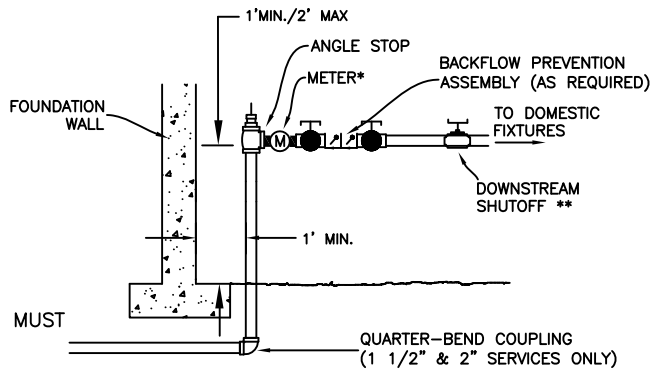 1'MIN./2' MAX
ANGLE STOP
METER*
BACKFLOW PREVENTION
ASSEMBLY (AS REQUIRED)
FOUNDATION
WALL
TO DOMESTIC
FIXTURES
M
DOWNSTREAM
SHUTOFF **
1' MIN.
MUST
QUARTER-BEND COUPLING
(1 1/2" & 2" SERVICES ONLY)